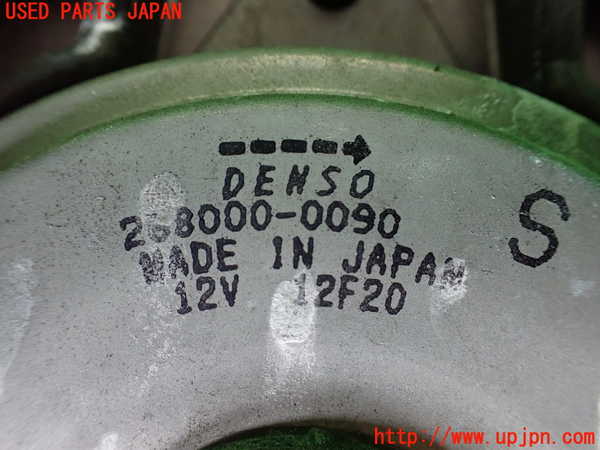 USED PARTS JAPAN
DENSO
268000-0090
MADE IN JAPAN
12V 12F20
S
http://www.upjpn.com